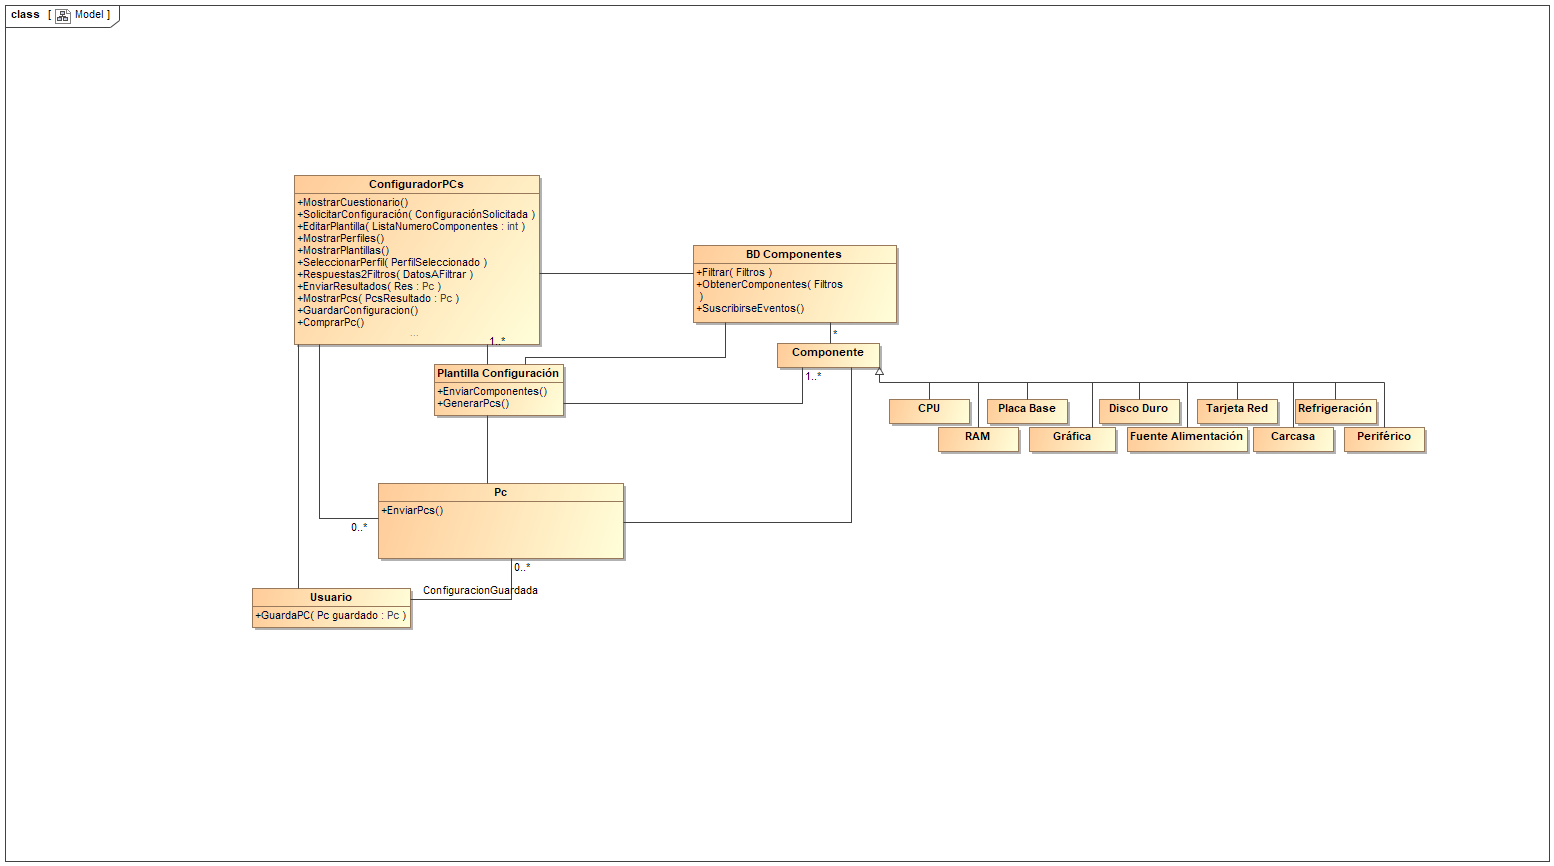 class [ Model ]
ConfiguradorPCs
+MostrarCuestionario()
+SolicitarConfiguración( ConfiguraciónSolicitada )
+EditarPlantilla( ListaNumeroComponentes : int )
+MostrarPerfiles()
+MostrarPlantillas()
+SeleccionarPerfil( PerfilSeleccionado )
+Respuestas2Filtros( DatosAFiltrar )
+EnviarResultados( Res : Pc )
+MostrarPcs( PcsResultado : Pc )
+GuardarConfiguracion()
+ComprarPc()
...
1..*
BD Componentes
+Filtrar( Filtros )
+ObtenerComponentes( Filtros
)
+SuscribirseEventos()
*
Componente
1..*
Plantilla Configuración
+EnviarComponentes()
+GenerarPcs()
CPU
Placa Base
Disco Duro
Tarjeta Red
Refrigeración
RAM
Gráfica
Fuente Alimentación
Carcasa
Periférico
Pc
+EnviarPcs()
0..*
0..*
ConfiguracionGuardada
Usuario
+GuardaPC( Pc guardado : Pc )